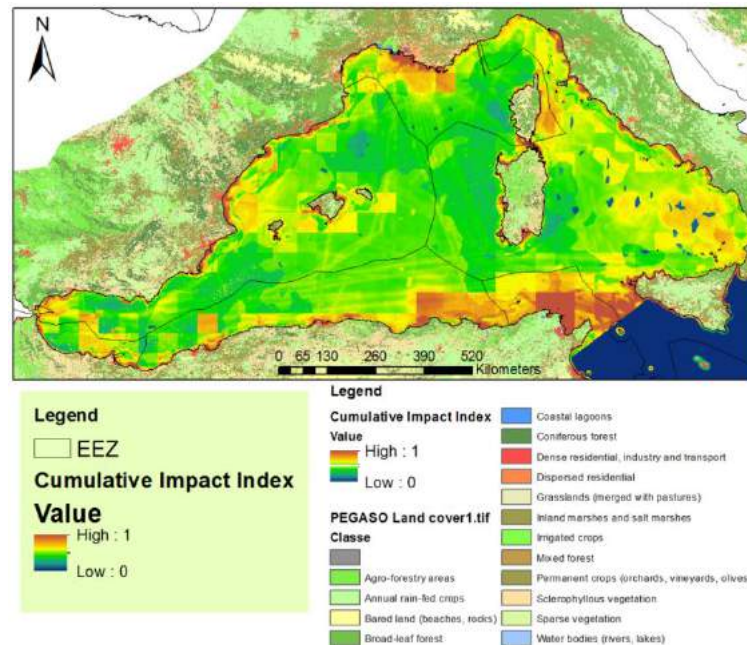 N
0 65 130 260 390 520
Kilometers
Legend
EEZ
Cumulative Impact Index
Value
High : 1
Low : 0
Legend
Cumulative Impact Index
Value
High : 1
Low : 0
PEGASO Land cover1.tif
Classe
Agro-forestry areas
Annual rain-fed crops
Bared land (beaches, rocks)
Broad-leaf forest
Coastal lagoons
Coniferous forest
Dense residential, industry and transport
Dispersed residential
Grasslands (merged with pastures)
Inland marshes and salt marshes
Irrigated crops
Mixed forest
Permanent crops (orchards, vineyards, olives
Sclerophyllous vegetation
Sparse vegetation
Water bodies (rivers, lakes)